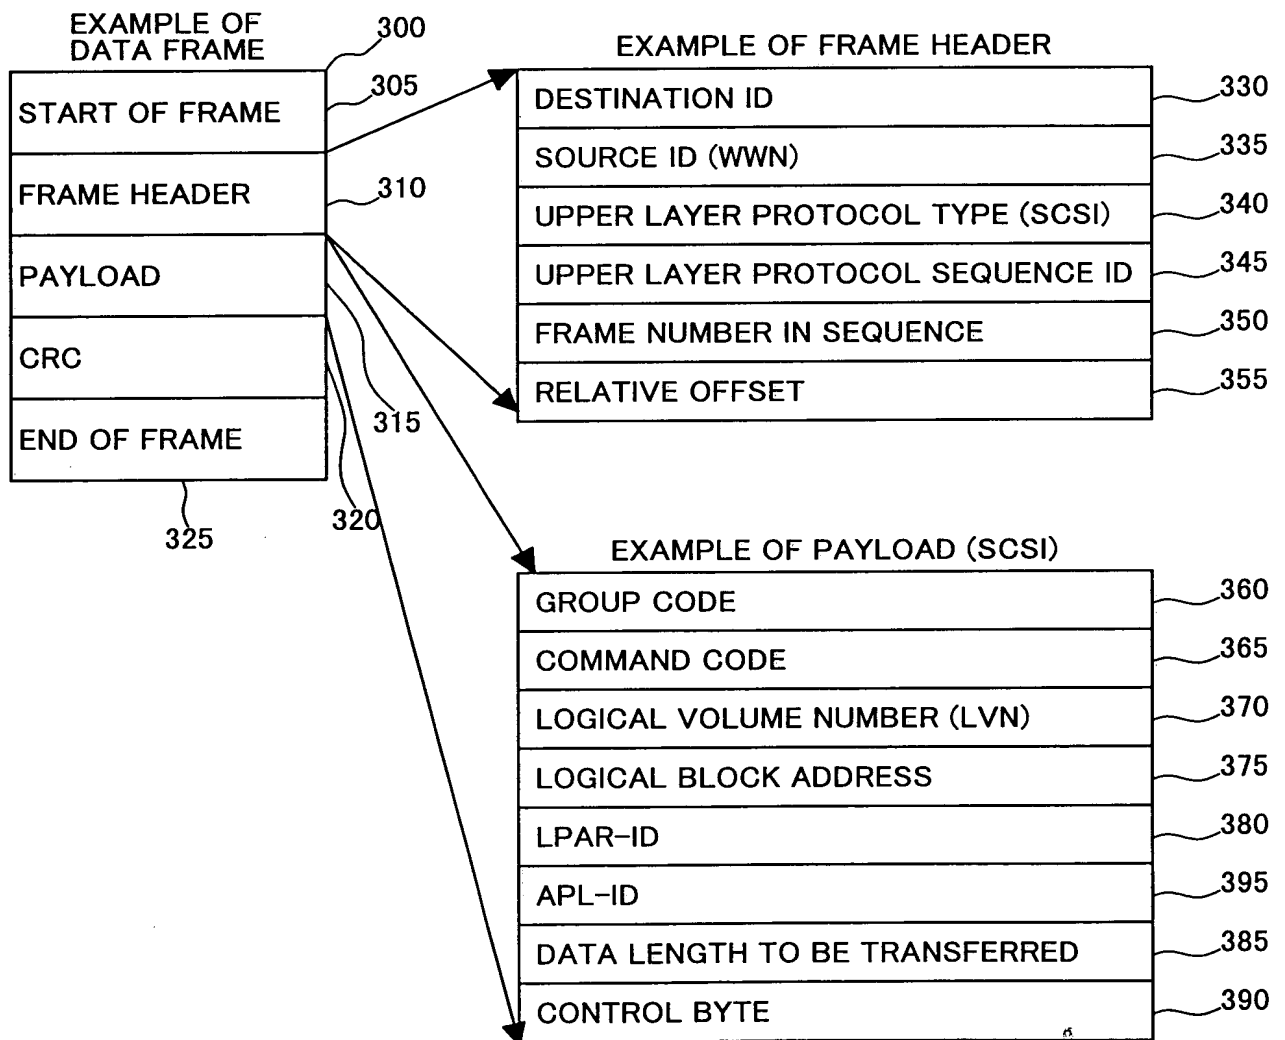 EXAMPLE OF
DATA FRAME
300
START OF FRAME
305
FRAME HEADER
310
PAYLOAD
315
CRC
320
END OF FRAME
325
EXAMPLE OF FRAME HEADER
DESTINATION ID
330
SOURCE ID (WWN)
335
UPPER LAYER PROTOCOL TYPE (SCSI)
340
UPPER LAYER PROTOCOL SEQUENCE ID
345
FRAME NUMBER IN SEQUENCE
350
RELATIVE OFFSET
355
EXAMPLE OF PAYLOAD (SCSI)
GROUP CODE
360
COMMAND CODE
365
LOGICAL VOLUME NUMBER (LVN)
370
LOGICAL BLOCK ADDRESS
375
LPAR-ID
380
APL-ID
395
DATA LENGTH TO BE TRANSFERRED
385
CONTROL BYTE
390